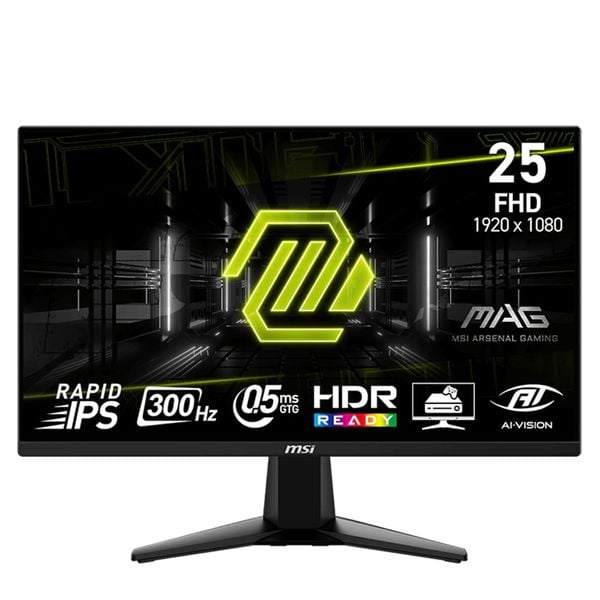 25
FHD
1920 x 1080
MAG
MSI ARSENAL GAMING
RAPID
IPS
300Hz
0.5ms
GTG
HDR
READY
AI
AI-VISION
msi